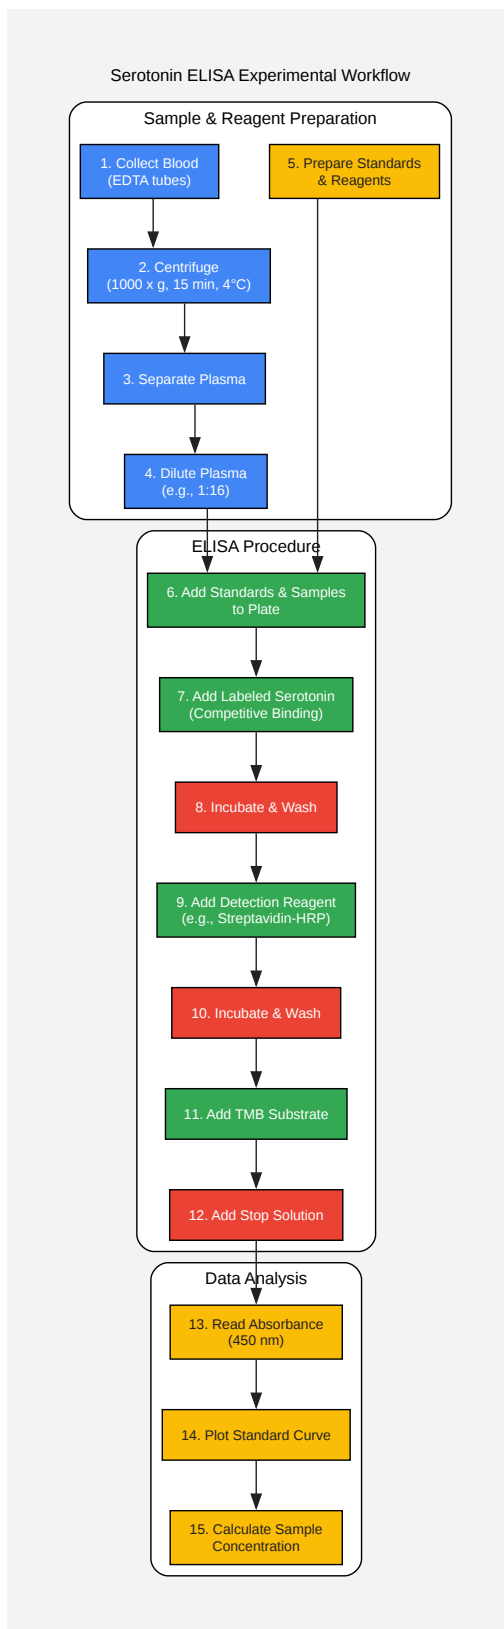 Serotonin ELISA Experimental Workflow
Sample & Reagent Preparation
1. Collect Blood
(EDTA tubes)
5. Prepare Standards
& Reagents
2. Centrifuge
(1000 x g, 15 min, 4°C)
3. Separate Plasma
4. Dilute Plasma
(e.g., 1:16)
ELISA Procedure
6. Add Standards & Samples
to Plate
7. Add Labeled Serotonin
(Competitive Binding)
8. Incubate & Wash
9. Add Detection Reagent
(e.g., Streptavidin-HRP)
10. Incubate & Wash
11. Add TMB Substrate
12. Add Stop Solution
Data Analysis
13. Read Absorbance
(450 nm)
14. Plot Standard Curve
15. Calculate Sample
Concentration